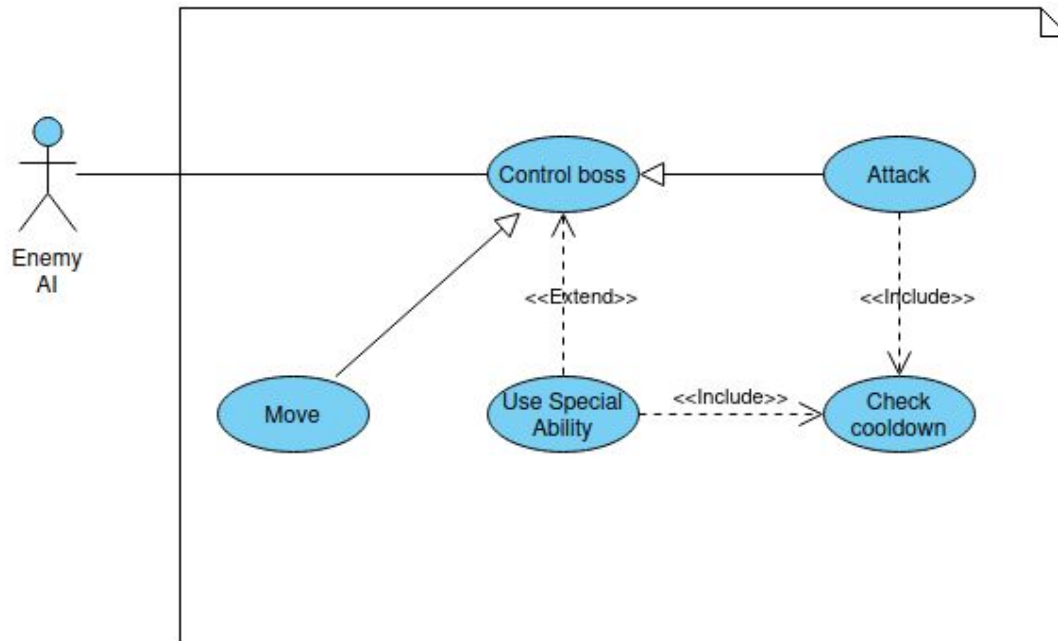 Control boss
Attack
Enemy
AI
<<Extend>>
<<Include>>
Move
Use Special
Ability
<<Include>>
Check
cooldown